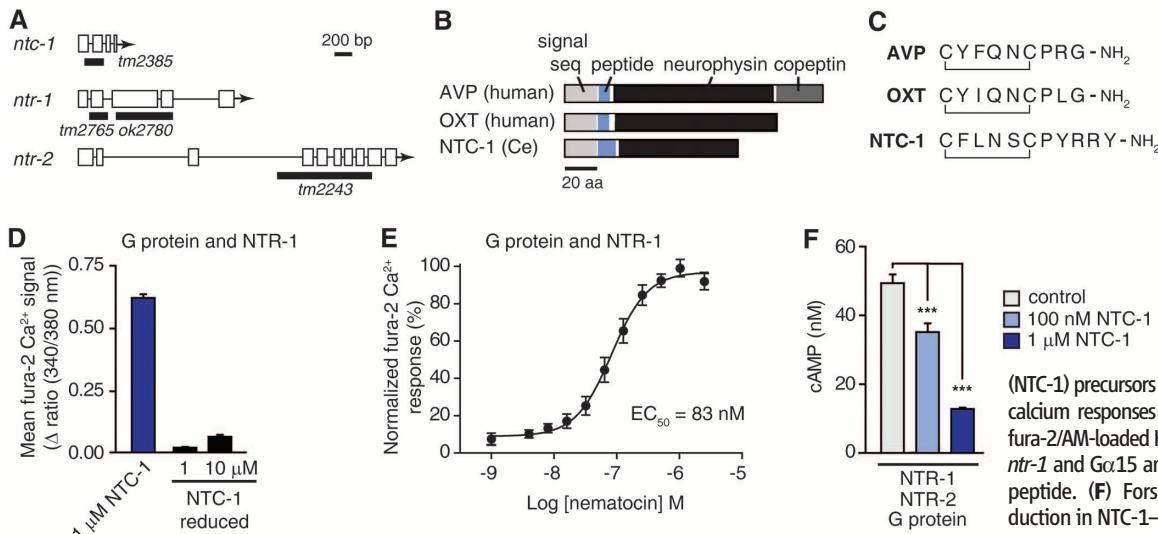 A
ntc-1
200 bp
tm2385
ntr-1
tm2765
ok2780
ntr-2
tm2243
B
signal
seq peptide neurophysin copeptin
AVP (human)
OXT (human)
NTC-1 (Ce)
20 aa
C
AVP CYFQNCPRG-NH2
OXT CYIQNCPLG-NH2
NTC-1 CFLNSCPYRRY-NH2
D
G protein and NTR-1
Mean fura-2 Ca2+ signal
(Δ ratio (340/380 nm))
0.75
0.50
0.25
0.00
1 µM NTC-1
1 10 µM
NTC-1
reduced
E
G protein and NTR-1
Normalized fura-2 Ca2+
response (%)
100
80
60
40
20
0
EC50 = 83 nM
-9 -8 -7 -6 -5
Log [nematocin] M
F
cAMP (nM)
60
40
20
0
***
***
NTR-1
NTR-2
G protein
control
100 nM NTC-1
1 µM NTC-1
(NTC-1) precursors
calcium responses
fura-2/AM-loaded
ntr-1 and Gα15 an
peptide. (F) Fors
duction in NTC-1–